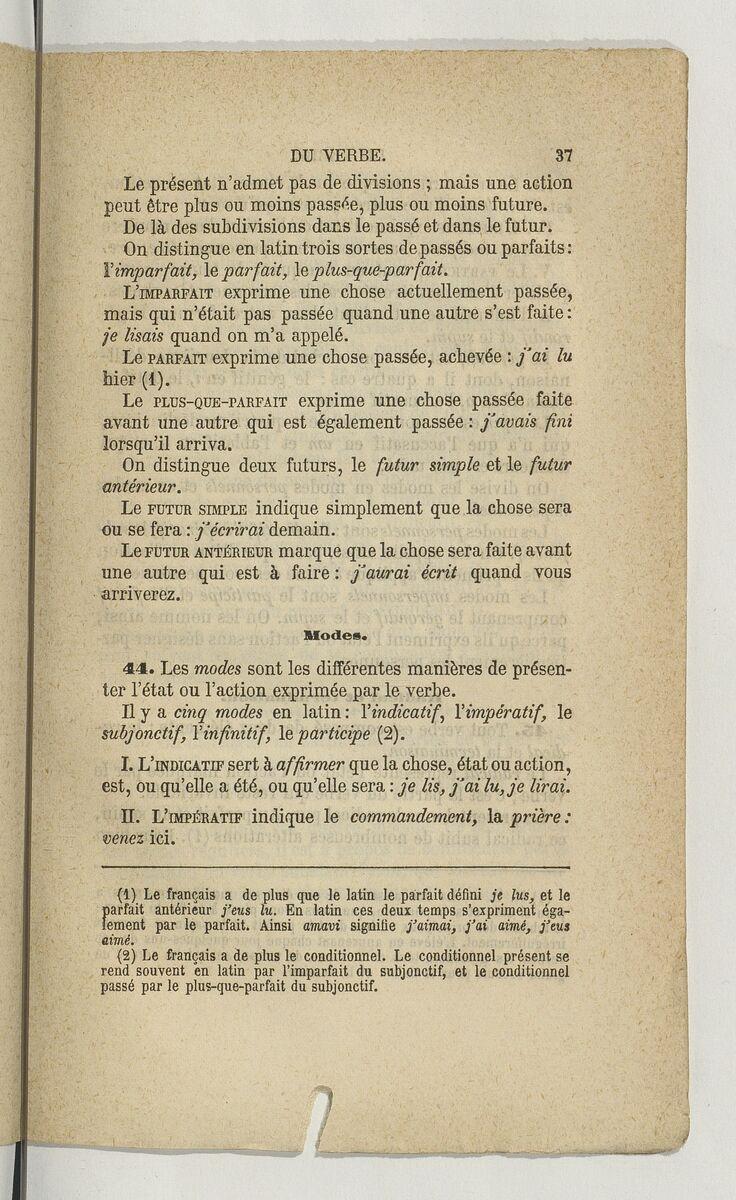 DU VERBE. 37
Le présent n'admet pas de divisions ; mais une action
peut être plus ou moins passée, plus ou moins future.
De là des subdivisions dans le passé et dans le futur.
On distingue en latin trois sortes de passés ou parfaits :
l'imparfait, le parfait, le plus-que-parfait.
L'IMPARFAIT exprime une chose actuellement passée,
mais qui n'était pas passée quand une autre s'est faite :
je lisais quand on m'a appelé.
Le PARFAIT exprime une chose passée, achevée : j'ai lu
hier (1).
Le PLUS-QUE-PARFAIT exprime une chose passée faite
avant une autre qui est également passée : j'avais fini
lorsqu'il arriva.
On distingue deux futurs, le futur simple et le futur
antérieur.
Le FUTUR SIMPLE indique simplement que la chose sera
ou se fera : j'écrirai demain.
Le FUTUR ANTÉRIEUR marque que la chose sera faite avant
une autre qui est à faire : j'aurai écrit quand vous
arriverez.
Modes.
44. Les modes sont les différentes manières de présen-
ter l'état ou l'action exprimée par le verbe.
Il y a cinq modes en latin : l'indicatif, l'impératif, le
subjonctif, l'infinitif, le participe (2).
I. L'INDICATIF sert à affirmer que la chose, état ou action,
est, ou qu'elle a été, ou qu'elle sera : je lis, j'ai lu, je lirai.
II. L'IMPÉRATIF indique le commandement, la prière :
venez ici.
(1) Le français a de plus que le latin le parfait défini je lus, et le
parfait antérieur j'eus lu. En latin ces deux temps s'expriment éga-
lement par le parfait. Ainsi amavi signifie j'aimai, j'ai aimé, j'eus
aimé.
(2) Le français a de plus le conditionnel. Le conditionnel présent se
rend souvent en latin par l'imparfait du subjonctif, et le conditionnel
passé par le plus-que-parfait du subjonctif.